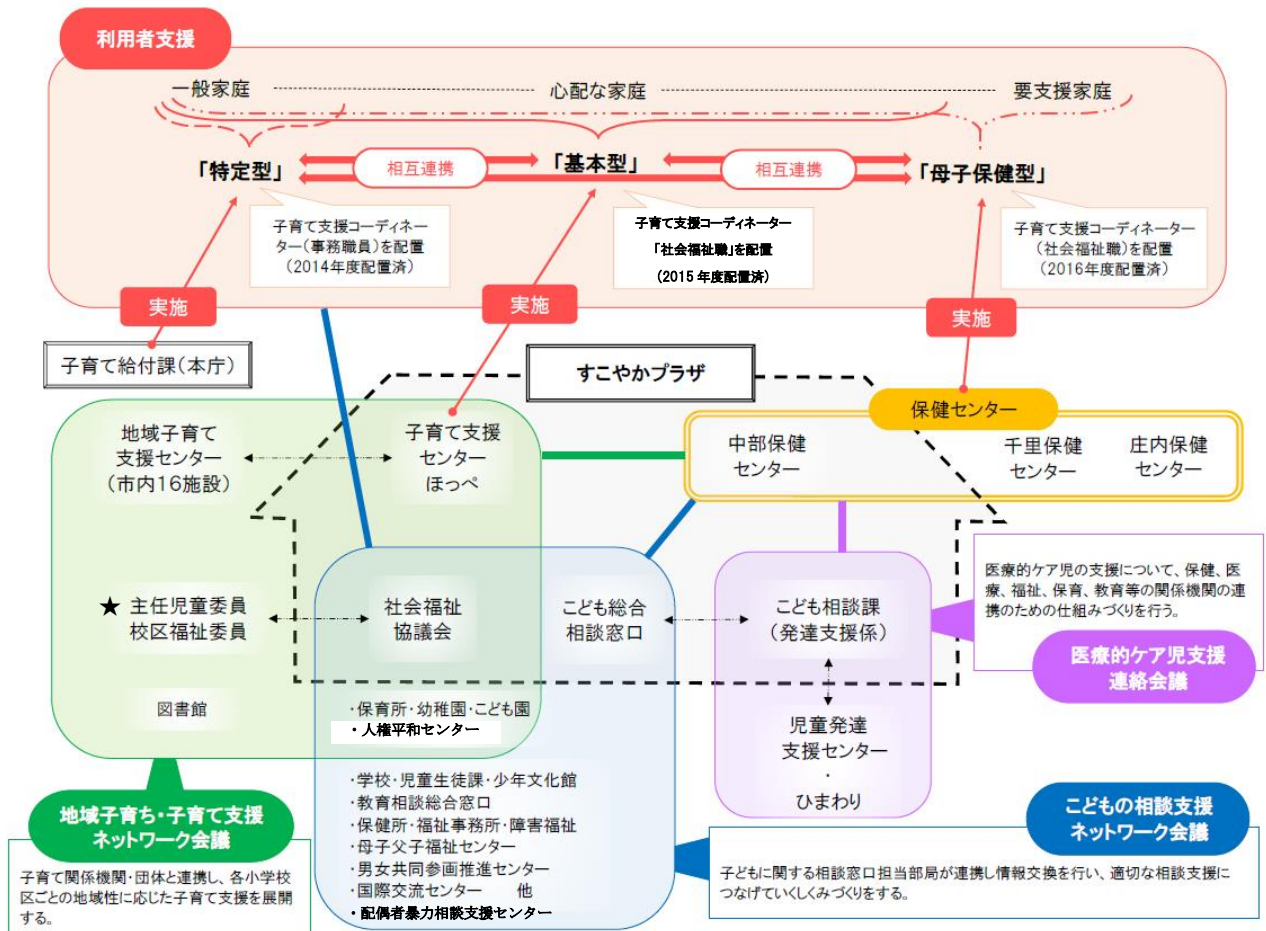 利用者支援
一般家庭
心配な家庭
要支援家庭
「特定型」
相互連携
「基本型」
相互連携
「母子保健型」
子育て支援コーディネー
ター(事務職員)を配置
(2014年度配置済)
子育て支援コーディネーター
「社会福祉職」を配置
(2015年度配置済)
子育て支援コーディネーター
(社会福祉職)を配置
(2016年度配置済)
実施
実施
実施
子育て給付課(本庁)
すこやかプラザ
保健センター
地域子育て
支援センター
(市内16施設)
子育て支援
センター
ほっぺ
中部保健
センター
千里保健
センター
庄内保健
センター
★ 主任児童委員
校区福祉委員
社会福祉
協議会
こども総合
相談窓口
こども相談課
(発達支援係)
医療的ケア児の支援について、保健、医
療、福祉、保育、教育等の関係機関の連
携のための仕組みづくりを行う。
医療的ケア児支援
連絡会議
図書館
・保育所・幼稚園・こども園
・人権平和センター
児童発達
支援センター
・
ひまわり
・学校・児童生徒課・少年文化館
・教育相談総合窓口
・保健所・福祉事務所・障害福祉
・母子父子福祉センター
・男女共同参画推進センター
・国際交流センター 他
・配偶者暴力相談支援センター
地域子育ち・子育て支援
ネットワーク会議
子育て関係機関・団体と連携し、各小学校
区ごとの地域性に応じた子育て支援を展開
する。
こどもの相談支援
ネットワーク会議
子どもに関する相談窓口担当部局が連携し情報交換を行い、適切な相談支援に
つなげていくしくみづくりをする。